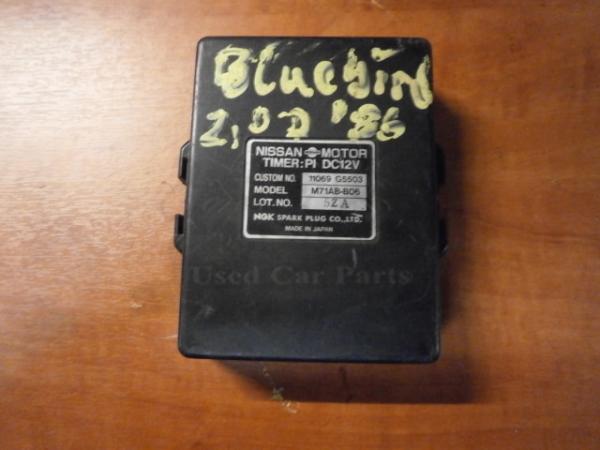 Bluebird
2,0D '86
NISSAN MOTOR
TIMER:PI DC12V
CUSTOM NO. 11069 G5503
MODEL M71AB-B06
LOT.NO. 5ZA
NGK SPARK PLUG CO.,LTD.
MADE IN JAPAN
Used Car Parts